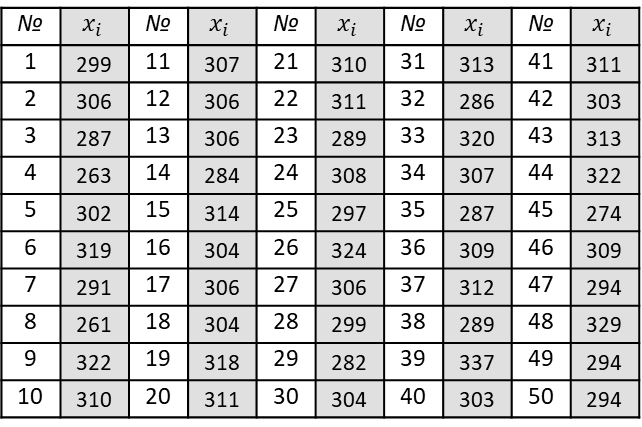 № xᵢ № xᵢ № xᵢ № xᵢ № xᵢ
1 299 11 307 21 310 31 313 41 311
2 306 12 306 22 311 32 286 42 303
3 287 13 306 23 289 33 320 43 313
4 263 14 284 24 308 34 307 44 322
5 302 15 314 25 297 35 287 45 274
6 319 16 304 26 324 36 309 46 309
7 291 17 306 27 306 37 312 47 294
8 261 18 304 28 299 38 289 48 329
9 322 19 318 29 282 39 337 49 294
10 310 20 311 30 304 40 303 50 294